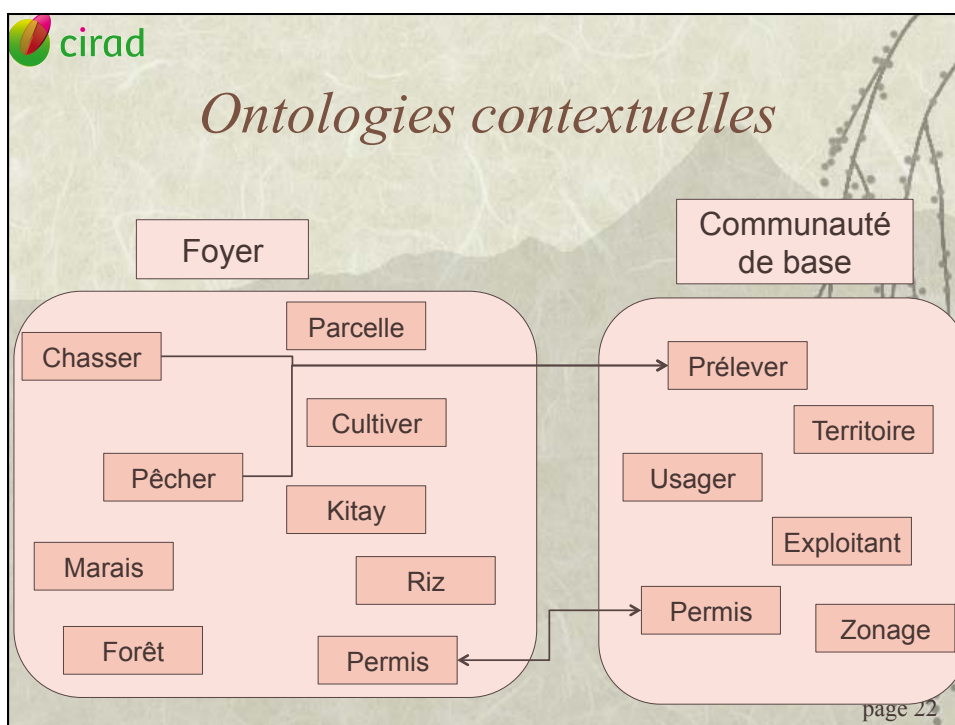 cirad
Ontologies contextuelles
Foyer
Communauté
de base
Parcelle
Chasser
Cultiver
Pêcher
Kitay
Marais
Riz
Forêt
Permis
Prélever
Territoire
Usager
Exploitant
Permis
Zonage
page 22